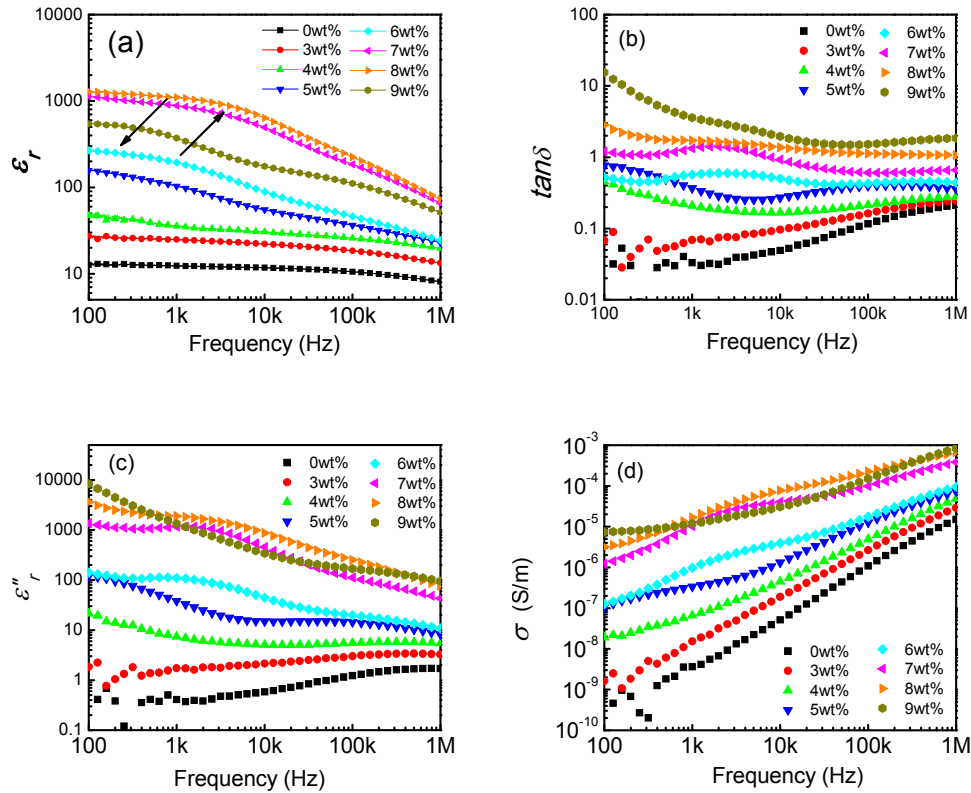 (a)
0wt% 6wt%
3wt% 7wt%
4wt% 8wt%
5wt% 9wt%
10000
1000
100
10
εr
100 1k 10k 100k 1M
Frequency (Hz)
(b)
0wt% 6wt%
3wt% 7wt%
4wt% 8wt%
5wt% 9wt%
100
10
1
0.1
0.01
tanδ
100 1k 10k 100k 1M
Frequency (Hz)
(c)
0wt% 6wt%
3wt% 7wt%
4wt% 8wt%
5wt% 9wt%
10000
1000
100
10
1
0.1
ε″r
100 1k 10k 100k 1M
Frequency (Hz)
(d)
10⁻³
10⁻⁴
10⁻⁵
10⁻⁶
10⁻⁷
10⁻⁸
10⁻⁹
10⁻¹⁰
σ (S/m)
0wt% 6wt%
3wt% 7wt%
4wt% 8wt%
5wt% 9wt%
100 1k 10k 100k 1M
Frequency (Hz)